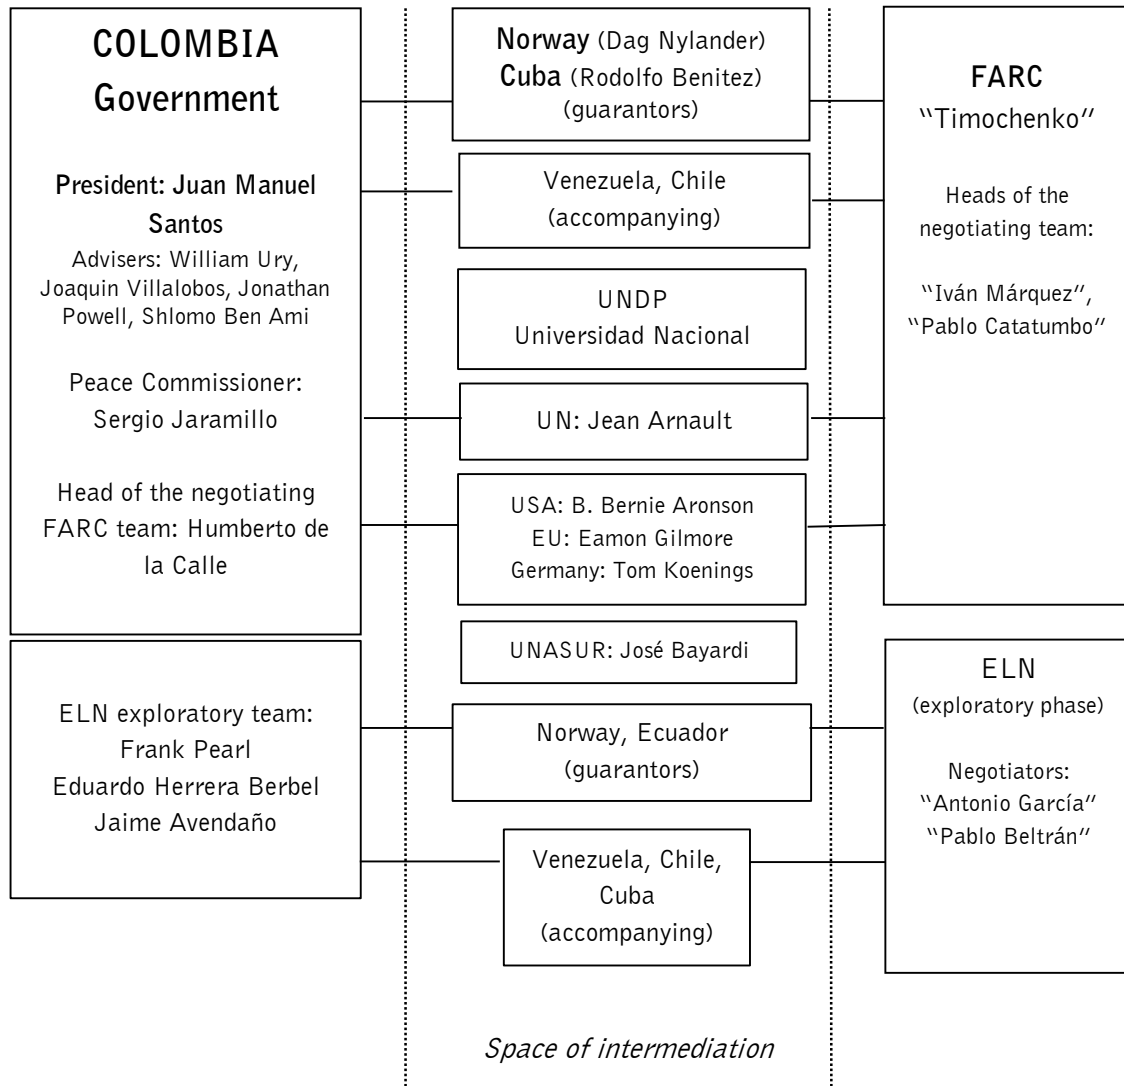 COLOMBIA
Government
President: Juan Manuel
Santos
Advisers: William Ury,
Joaquin Villalobos, Jonathan
Powell, Shlomo Ben Ami
Peace Commissioner:
Sergio Jaramillo
Head of the negotiating
FARC team: Humberto de
la Calle
ELN exploratory team:
Frank Pearl
Eduardo Herrera Berbel
Jaime Avendaño
Norway (Dag Nylander)
Cuba (Rodolfo Benitez)
(guarantors)
Venezuela, Chile
(accompanying)
UNDP
Universidad Nacional
UN: Jean Arnault
USA: B. Bernie Aronson
EU: Eamon Gilmore
Germany: Tom Koenings
UNASUR: José Bayardi
Norway, Ecuador
(guarantors)
Venezuela, Chile,
Cuba
(accompanying)
Space of intermediation
FARC
“Timochenko”
Heads of the
negotiating team:
“Iván Márquez”,
“Pablo Catatumbo”
ELN
(exploratory phase)
Negotiators:
“Antonio García”
“Pablo Beltrán”